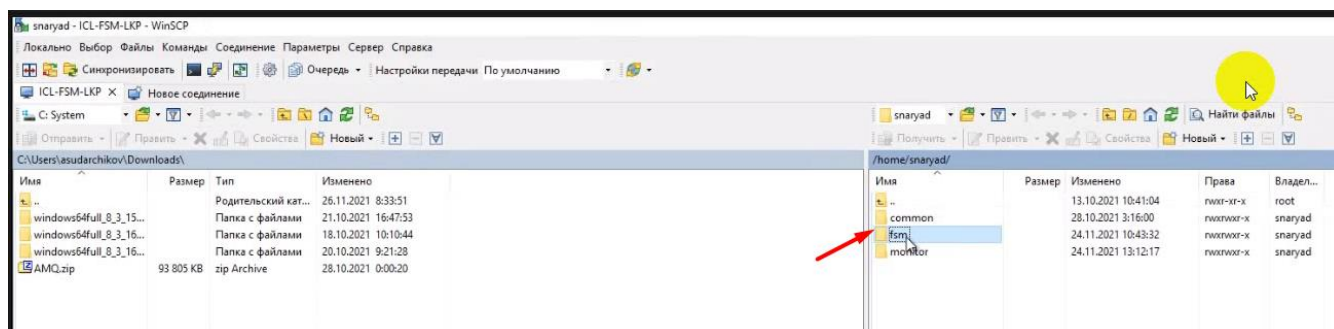 snaryad - ICL-FSM-LKP - WinSCP
Локально Выбор Файлы Команды Соединение Параметры Сервер Справка
Синхронизировать Очередь Настройки передачи По умолчанию
ICL-FSM-LKP × Новое соединение
C: System
Отправить Править Свойства Новый
C:\Users\asudarchikov\Downloads\
Имя Размер Тип Изменено
.. Родительский кат... 26.11.2021 8:33:51
windows64full_8_3_15... Папка с файлами 21.10.2021 16:47:53
windows64full_8_3_16... Папка с файлами 18.10.2021 10:10:44
windows64full_8_3_16... Папка с файлами 20.10.2021 9:21:28
AMQ.zip 93 805 KB zip Archive 28.10.2021 0:00:20
snaryad Найти файлы
Получить Править Свойства Новый
/home/snaryad/
Имя Размер Изменено Права Владел...
.. 13.10.2021 10:41:04 rwxr-xr-x root
common 28.10.2021 3:16:00 rwxrwxr-x snaryad
fsm 24.11.2021 10:43:32 rwxrwxr-x snaryad
monitor 24.11.2021 13:12:17 rwxrwxr-x snaryad